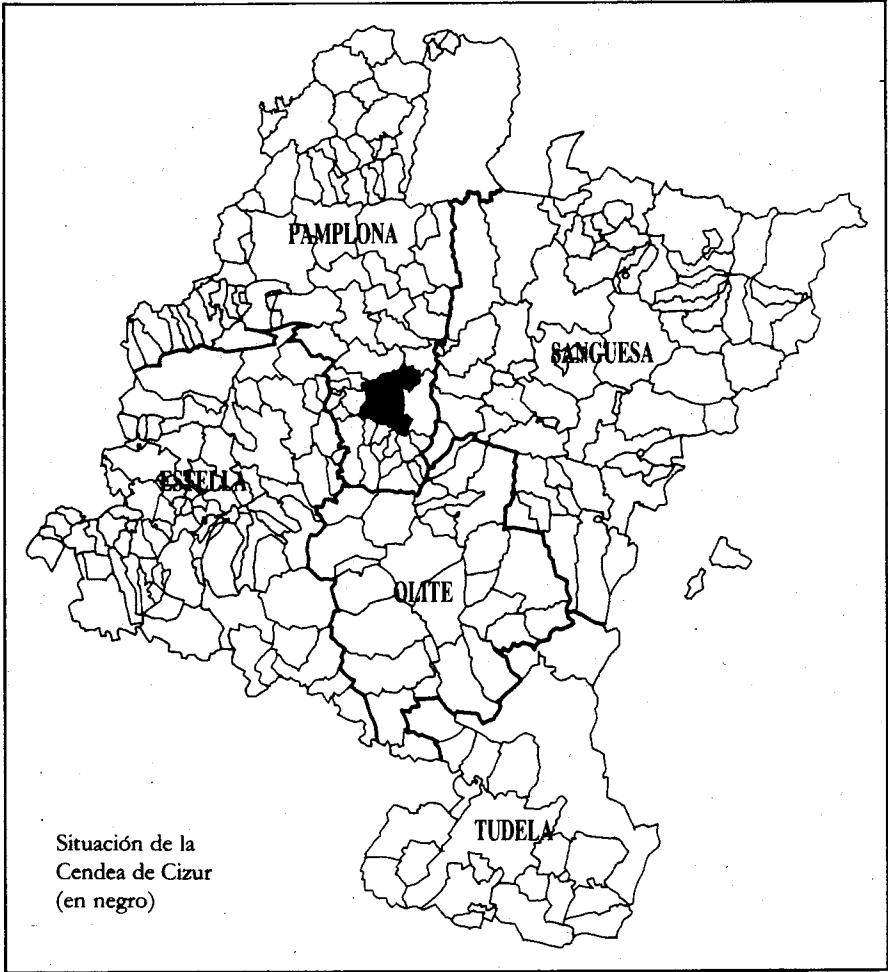 PAMPLONA
SANGUESA
ESTELLA
OLITE
TUDELA
Situación de la
Cendea de Cizur
(en negro)